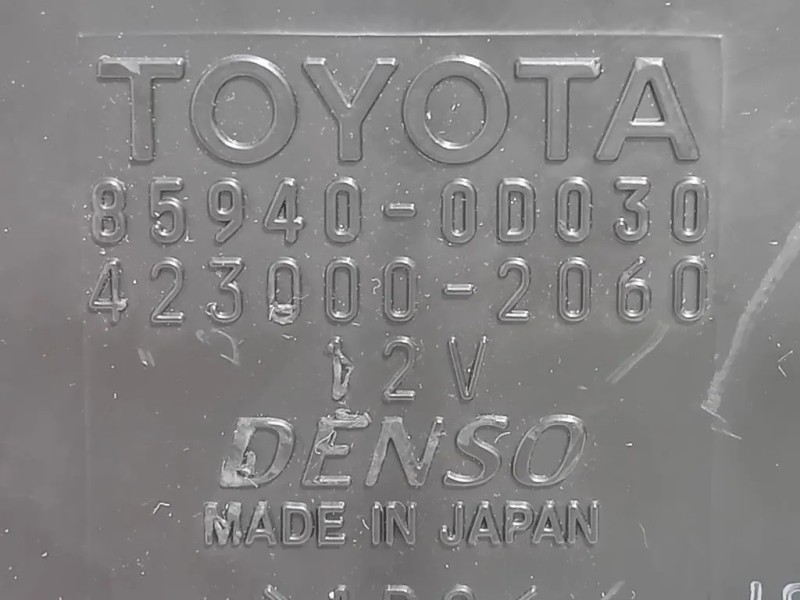 TOYOTA
85940-0D030
423000-2060
12V
DENSO
MADE IN JAPAN